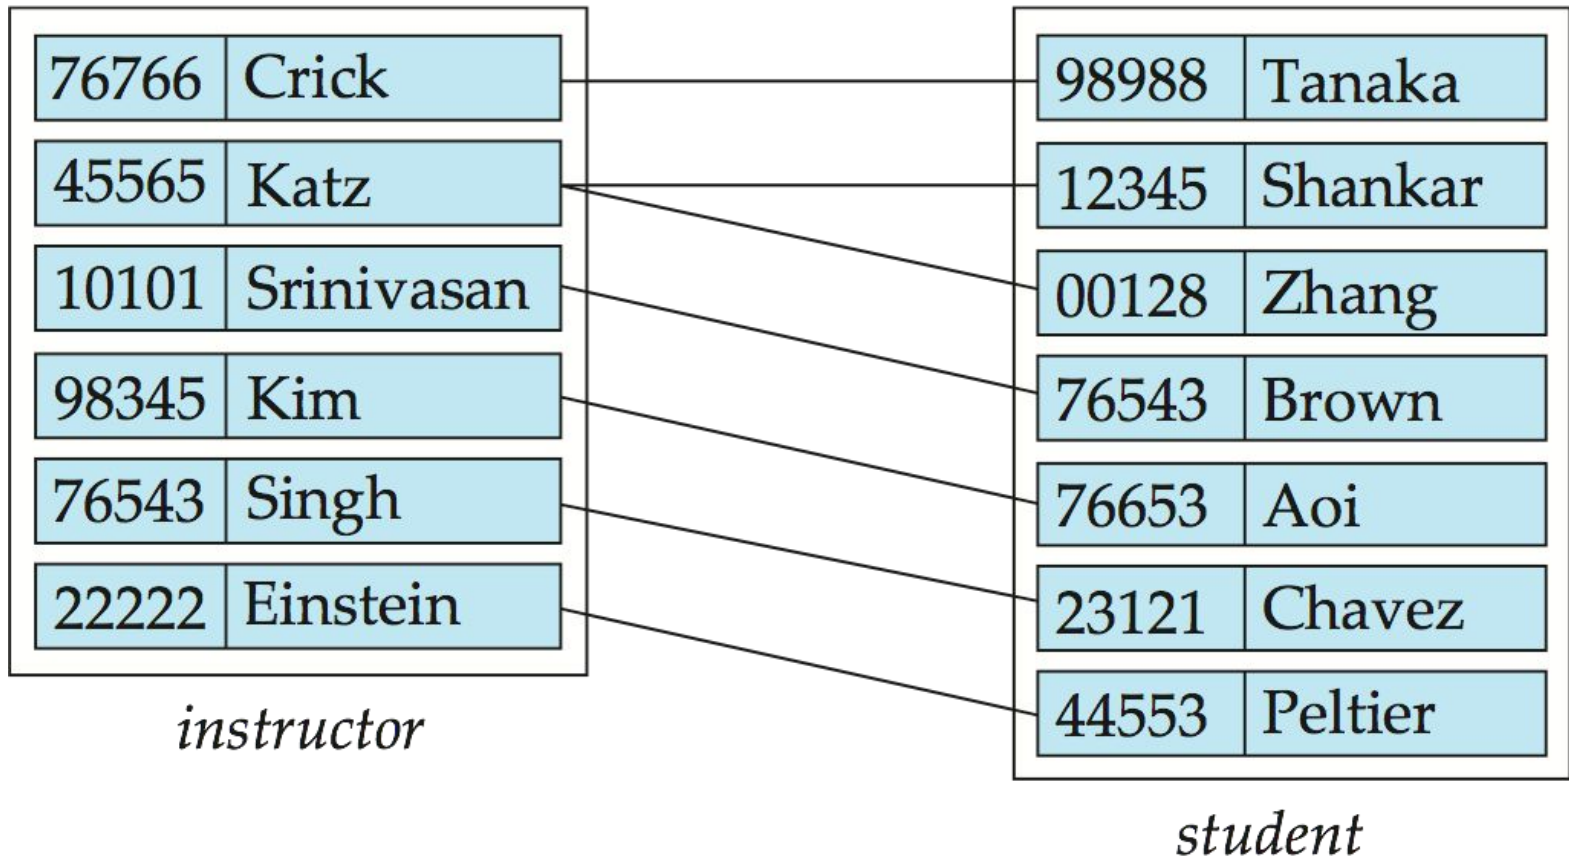 76766 Crick
45565 Katz
10101 Srinivasan
98345 Kim
76543 Singh
22222 Einstein
instructor
98988 Tanaka
12345 Shankar
00128 Zhang
76543 Brown
76653 Aoi
23121 Chavez
44553 Peltier
student